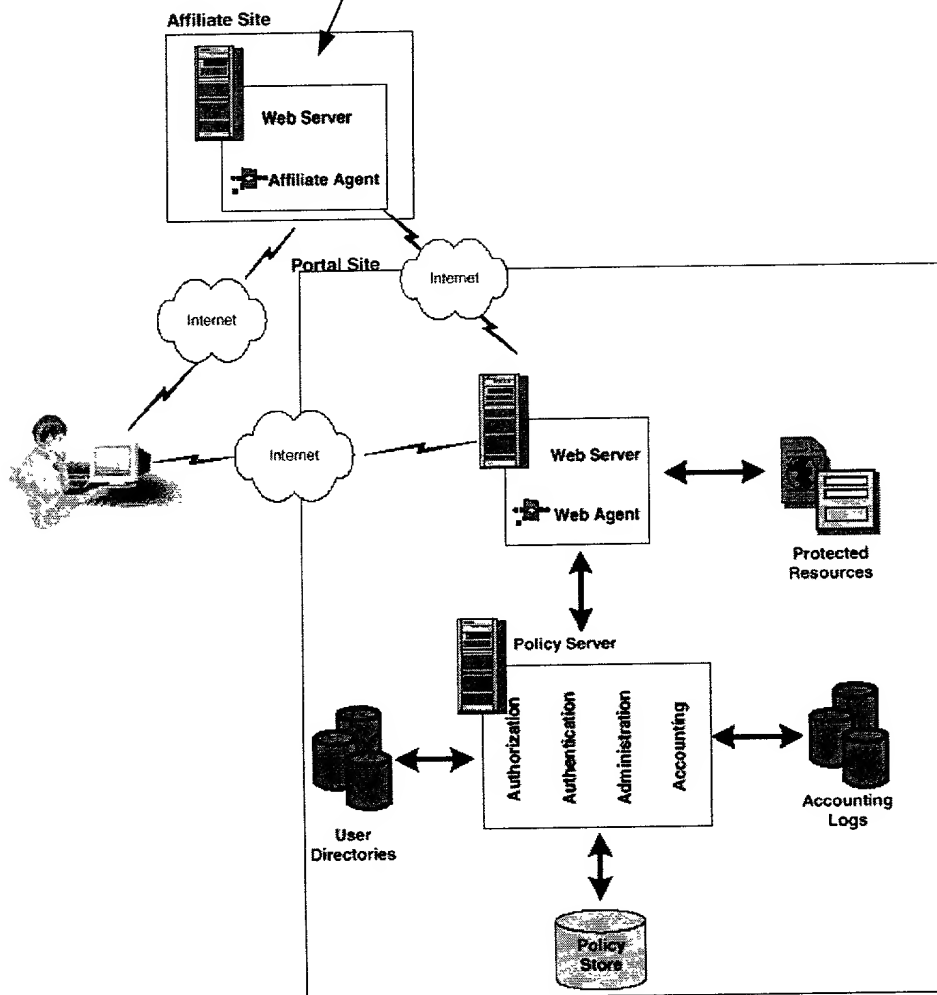 Affiliate Site
Web Server
Affiliate Agent
Portal Site
Internet
Internet
Internet
Web Server
Web Agent
Protected
Resources
Policy Server
Authorization
Authentication
Administration
Accounting
User
Directories
Accounting
Logs
Policy
Store